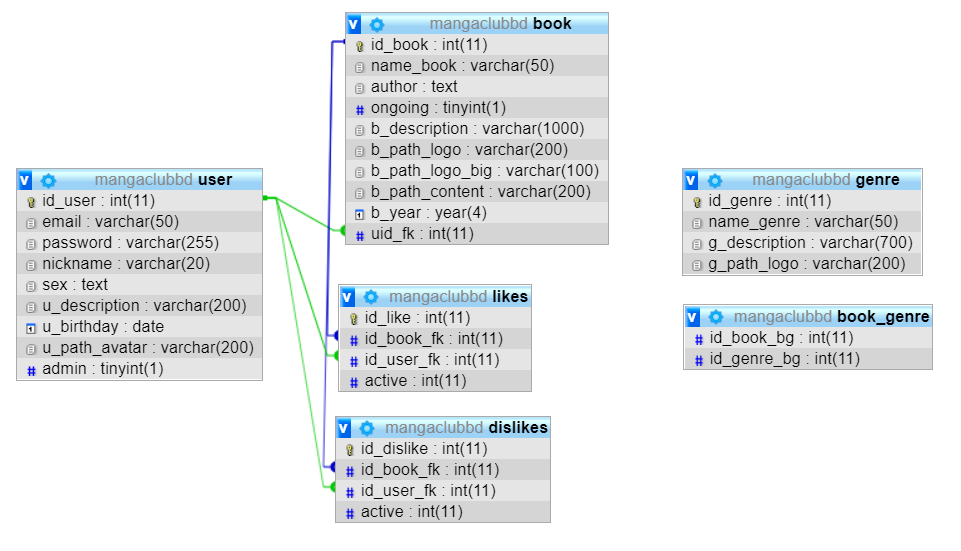 mangaclubbd book
id_book : int(11)
name_book : varchar(50)
author : text
ongoing : tinyint(1)
b_description : varchar(1000)
b_path_logo : varchar(200)
b_path_logo_big : varchar(100)
b_path_content : varchar(200)
b_year : year(4)
uid_fk : int(11)
mangaclubbd user
id_user : int(11)
email : varchar(50)
password : varchar(255)
nickname : varchar(20)
sex : text
u_description : varchar(200)
u_birthday : date
u_path_avatar : varchar(200)
admin : tinyint(1)
mangaclubbd genre
id_genre : int(11)
name_genre : varchar(50)
g_description : varchar(700)
g_path_logo : varchar(200)
mangaclubbd likes
id_like : int(11)
id_book_fk : int(11)
id_user_fk : int(11)
active : int(11)
mangaclubbd book_genre
id_book_bg : int(11)
id_genre_bg : int(11)
mangaclubbd dislikes
id_dislike : int(11)
id_book_fk : int(11)
id_user_fk : int(11)
active : int(11)